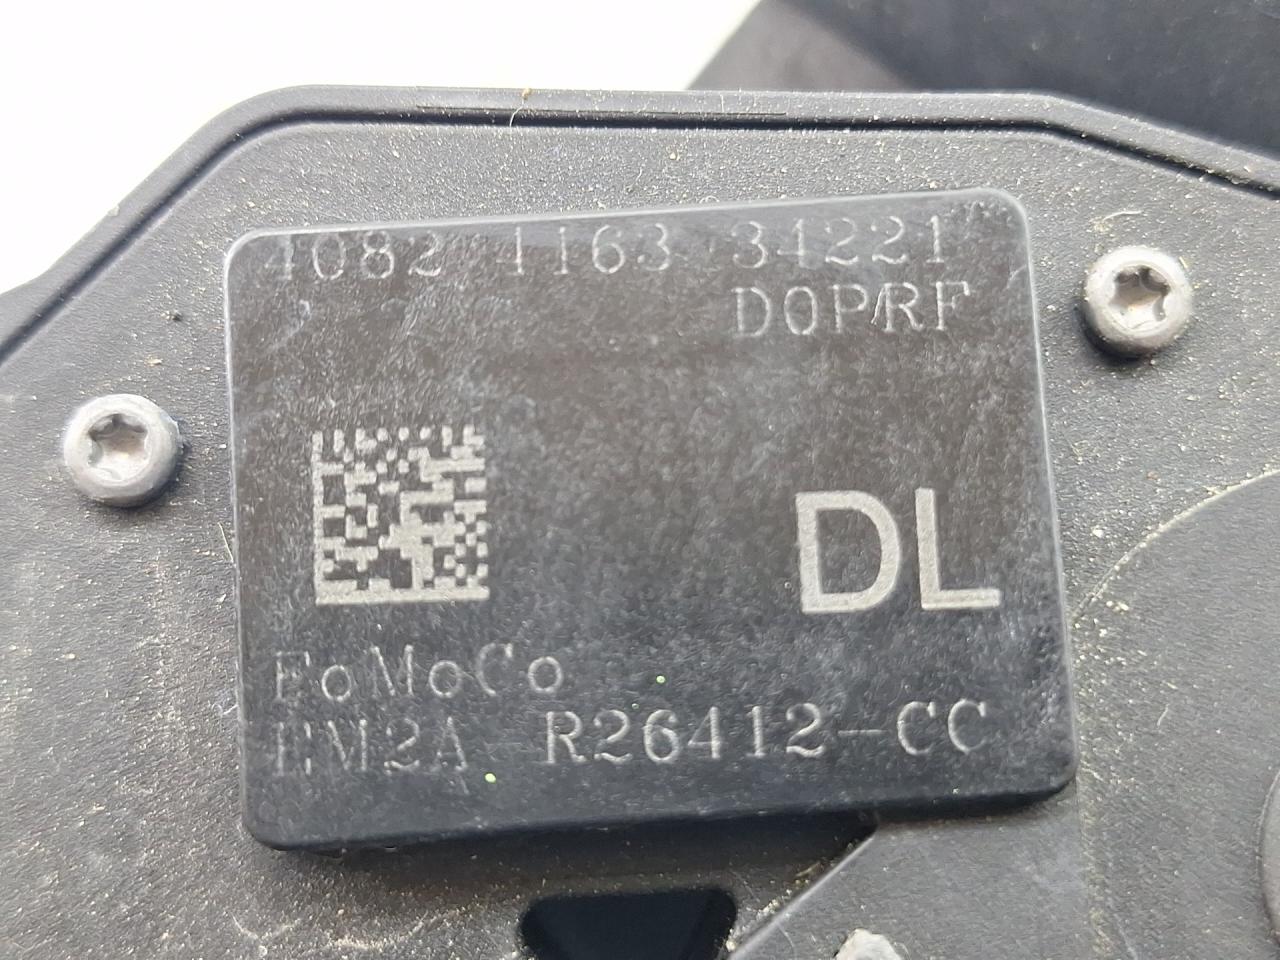 4082 1163 34221
D0P/RF
DL
FoMoCo
EM2A-R26412-CC